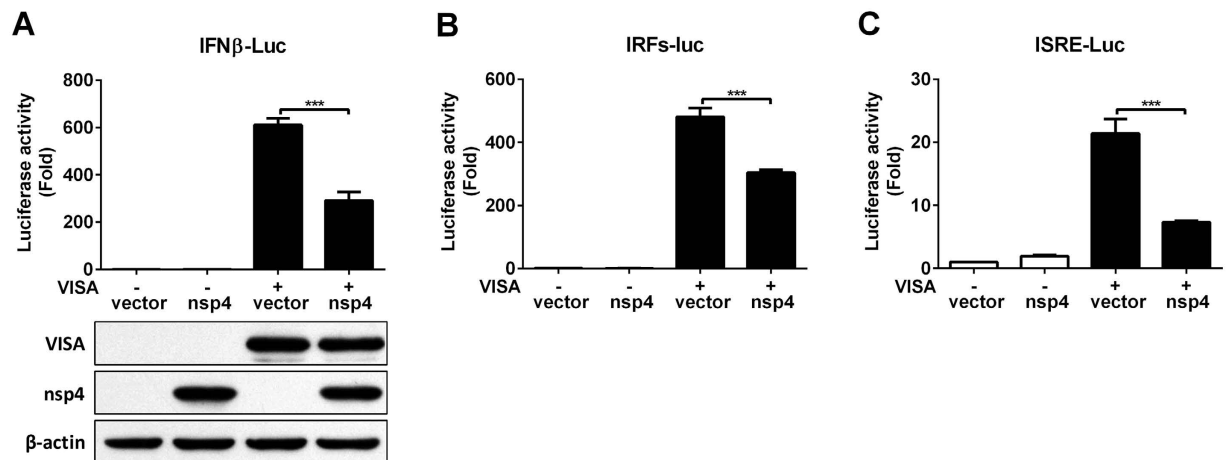 A
IFNβ-Luc
Luciferase activity
(Fold)
800
600
400
200
0
***
VISA - - + +
vector nsp4 vector nsp4
VISA
nsp4
β-actin
B
IRFs-luc
Luciferase activity
(Fold)
600
400
200
0
***
VISA - - + +
vector nsp4 vector nsp4
C
ISRE-Luc
Luciferase activity
(Fold)
30
20
10
0
***
VISA - - + +
vector nsp4 vector nsp4